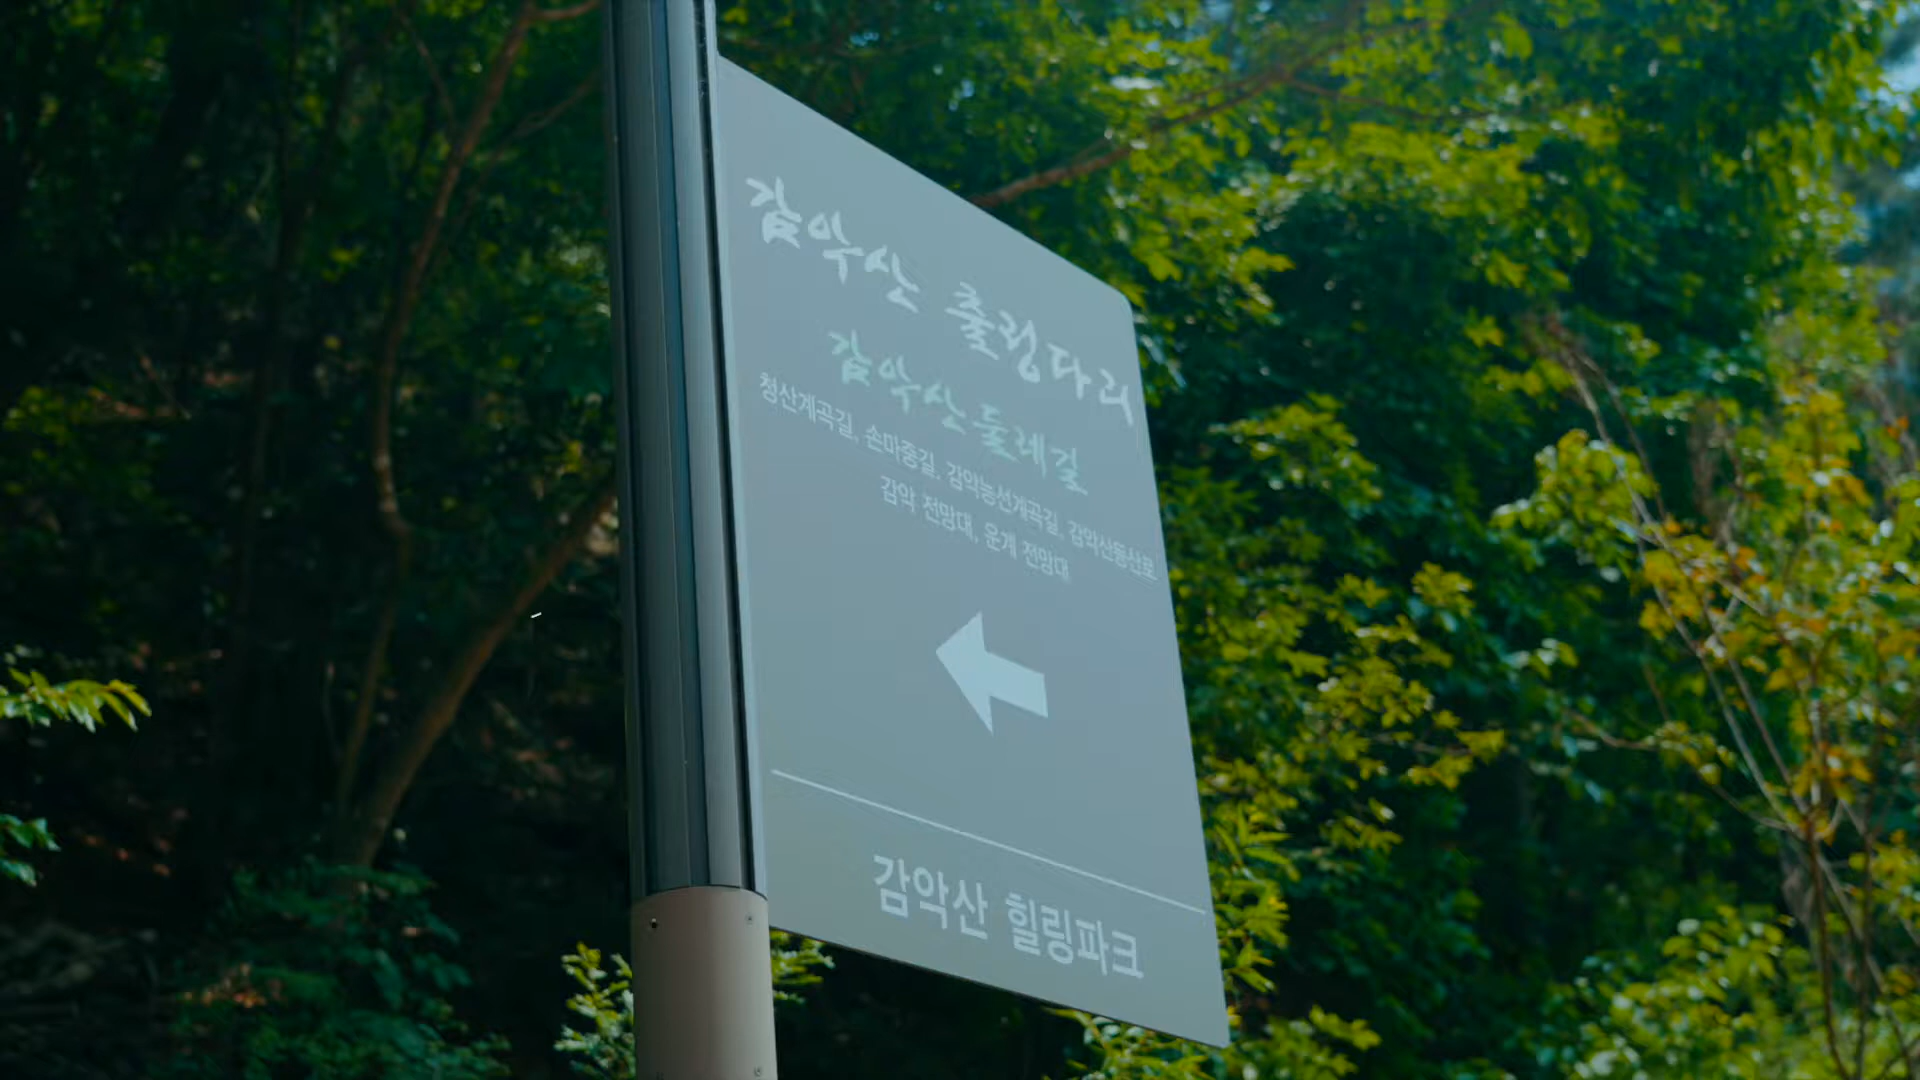 감악산 출렁다리
감악산둘레길
청산계곡길, 손마중길, 감악능선계곡길, 감악산등산로
감악 전망대, 운계 전망대
감악산 힐링파크